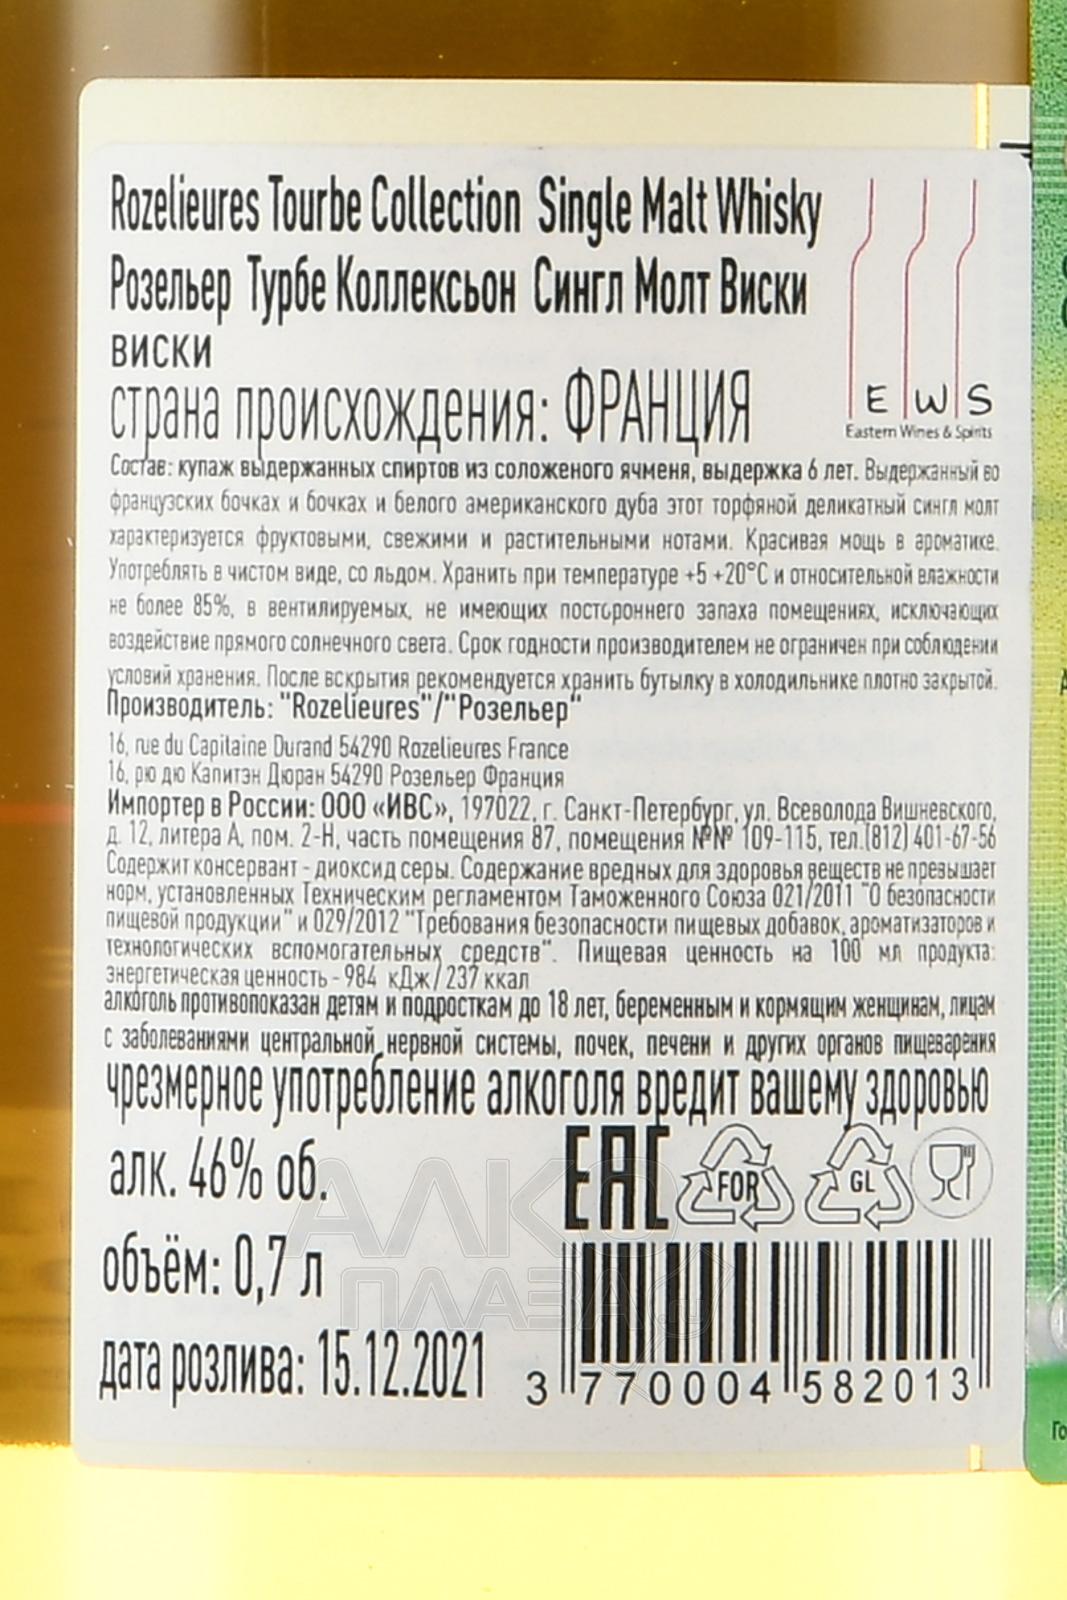 Rozelieures Tourbe Collection Single Malt Whisky
Розельер Турбе Коллексьон Сингл Молт Виски
виски
страна происхождения: ФРАНЦИЯ
E W S
Eastern Wines & Spirits
Состав: купаж выдержанных спиртов из соложеного ячменя, выдержка 6 лет. Выдержанный во
французских бочках и бочках и белого американского дуба этот торфяной деликатный сингл молт
характеризуется фруктовыми, свежими и растительными нотами. Красивая мощь в ароматике.
Употреблять в чистом виде, со льдом. Хранить при температуре +5 +20°С и относительной влажности
не более 85%, в вентилируемых, не имеющих постороннего запаха помещениях, исключающих
воздействие прямого солнечного света. Срок годности производителем не ограничен при соблюдении
условий хранения. После вскрытия рекомендуется хранить бутылку в холодильнике плотно закрытой.
Производитель: "Rozelieures"/"Розельер"
16, rue du Capitaine Durand 54290 Rozelieures France
16, рю дю Капитэн Дюран 54290 Розельер Франция
Импортер в России: ООО «ИВС», 197022, г. Санкт-Петербург, ул. Всеволода Вишневского,
д. 12, литера А, пом. 2-Н, часть помещения 87, помещения №№ 109-115, тел.(812) 401-67-56
Содержит консервант - диоксид серы. Содержание вредных для здоровья веществ не превышает
норм, установленных Техническим регламентом Таможенного Союза 021/2011 "О безопасности
пищевой продукции" и 029/2012 "Требования безопасности пищевых добавок, ароматизаторов и
технологических вспомогательных средств". Пищевая ценность на 100 мл продукта:
энергетическая ценность - 984 кДж/ 237 ккал
алкоголь противопоказан детям и подросткам до 18 лет, беременным и кормящим женщинам, лицам
с заболеваниями центральной нервной системы, почек, печени и других органов пищеварения
чрезмерное употребление алкоголя вредит вашему здоровью
алк. 46% об.
EAC
FOR
GL
объём: 0,7 л
дата розлива: 15.12.2021
3 770004 582013
АЛКО
ПЛАЗА
.ru